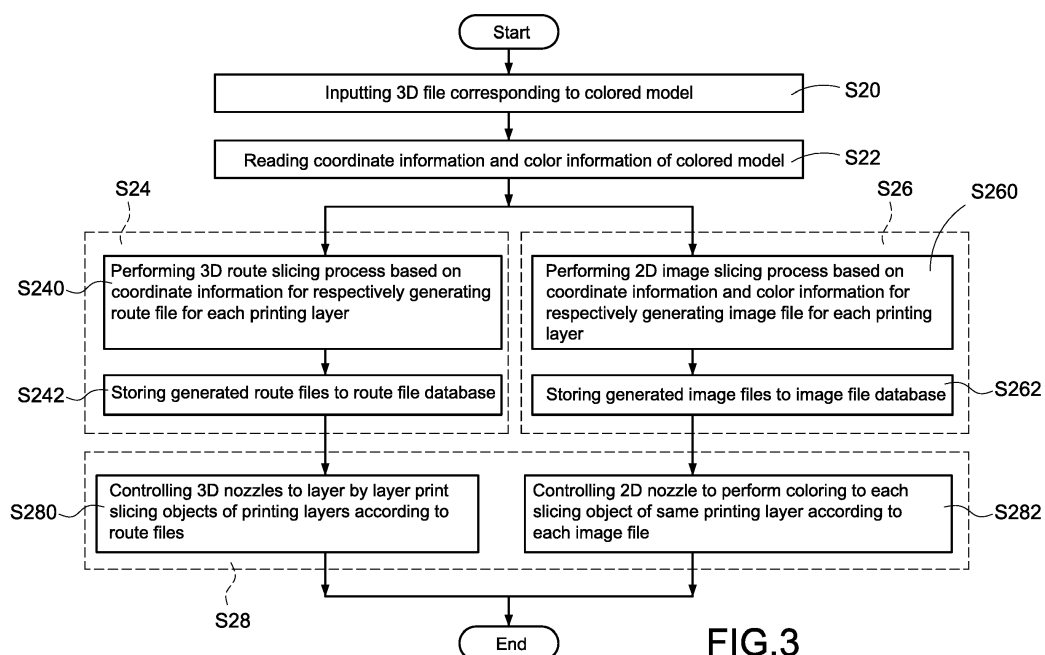 Start
Inputting 3D file corresponding to colored model
S20
Reading coordinate information and color information of colored model
S22
S24
S26
S260
S240
Performing 3D route slicing process based on
coordinate information for respectively generating
route file for each printing layer
Performing 2D image slicing process based on
coordinate information and color information for
respectively generating image file for each printing
layer
S242
Storing generated route files to route file database
Storing generated image files to image file database
S262
S280
Controlling 3D nozzles to layer by layer print
slicing objects of printing layers according to
route files
Controlling 2D nozzle to perform coloring to each
slicing object of same printing layer according to
each image file
S282
S28
End
FIG.3